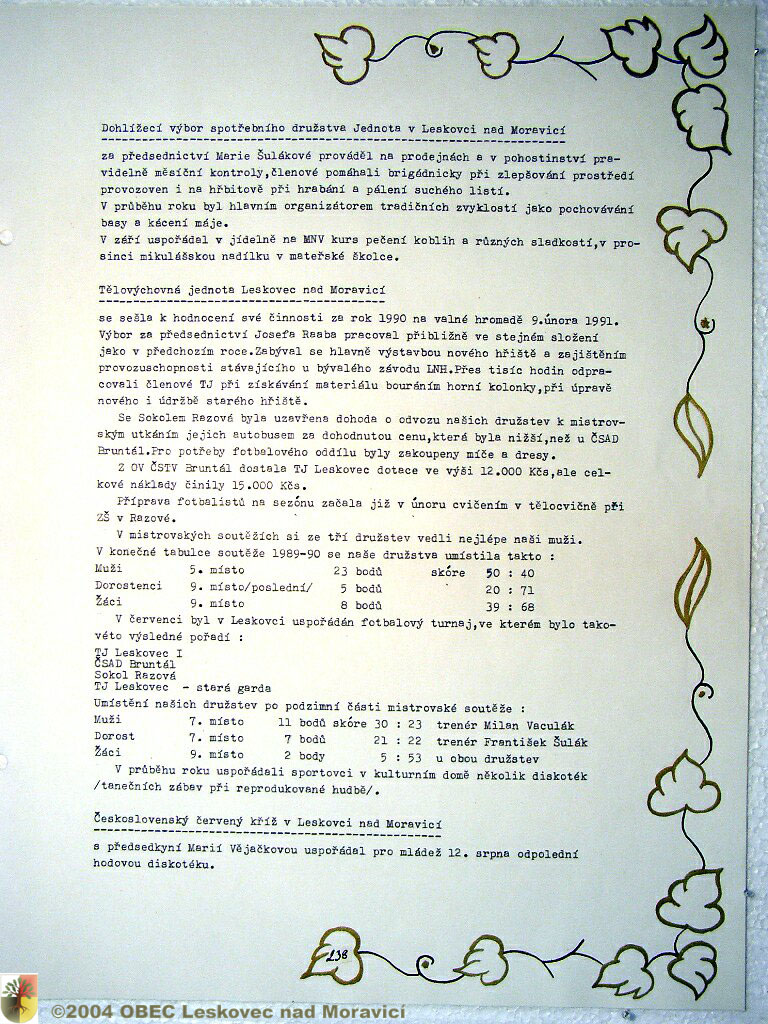 Dohlížecí výbor spotřebního družstva Jednota v Leskovci nad Moravicí
za předsednictví Marie Šulákové prováděl na prodejnách a v pohostinství pra-
videlně měsíční kontroly,členové pomáhali brigádnicky při zlepšování prostředí
provozoven i na hřbitově při hrabání a pálení suchého listí.
V průběhu roku byl hlavním organizátorem tradičních zvyklostí jako pochovávání
basy a kácení máje.
V září uspořádal v jídelně na MNV kurs pečení koblih a různých sladkostí,v pro-
sinci mikulášskou nadílku v mateřské školce.
Tělovýchovná jednota Leskovec nad Moravicí
se sešla k hodnocení své činnosti za rok 1990 na valné hromadě 9.února 1991.
Výbor za předsednictví Josefa Raaba pracoval přibližně ve stejném složení
jako v předchozím roce.Zabýval se hlavně výstavbou nového hřiště a zajištěním
provozuschopnosti stávajícího u bývalého závodu LNH.Přes tisíc hodin odpra-
covali členové TJ při získávání materiálu bouráním horní kolonky,při úpravě
nového i údržbě starého hřiště.
Se Sokolem Razová byla uzavřena dohoda o odvozu našich družstev k mistrov-
ským utkáním jejich autobusem za dohodnutou cenu,která byla nižší,než u ČSAD
Bruntál.Pro potřeby fotbalového oddílu byly zakoupeny míče a dresy.
Z OV ČSTV Bruntál dostala TJ Leskovec dotace ve výši 12.000 Kčs,ale cel-
kové náklady činily 15.000 Kčs.
Příprava fotbalistů na sezónu začala již v únoru cvičením v tělocvičně při
ZŠ v Razové.
V mistrovských soutěžích si ze tří družstev vedli nejlépe naši muži.
V konečné tabulce soutěže 1989-90 se naše družstva umístila takto :
Muži 5. místo 23 bodů skóre 50 : 40
Dorostenci 9. místo/poslední/ 5 bodů 20 : 71
Žáci 9. místo 8 bodů 39 : 68
V červenci byl v Leskovci uspořádán fotbalový turnaj,ve kterém bylo tako-
véto výsledné pořadí :
TJ Leskovec I
ČSAD Bruntál
Sokol Razová
TJ Leskovec - stará garda
Umístění našich družstev po podzimní části mistrovské soutěže :
Muži 7. místo 11 bodů skóre 30 : 23 trenér Milan Vaculák
Dorost 7. místo 7 bodů 21 : 22 trenér František Šulák
Žáci 9. místo 2 body 5 : 53 u obou družstev
V průběhu roku uspořádali sportovci v kulturním domě několik diskoték
/tanečních zábav při reprodukované hudbě/.
Československý červený kříž v Leskovci nad Moravicí
s předsedkyní Marií Vějačkovou uspořádal pro mládež 12. srpna odpolední
hodovou diskotéku.
238
©2004 OBEC Leskovec nad Moravicí